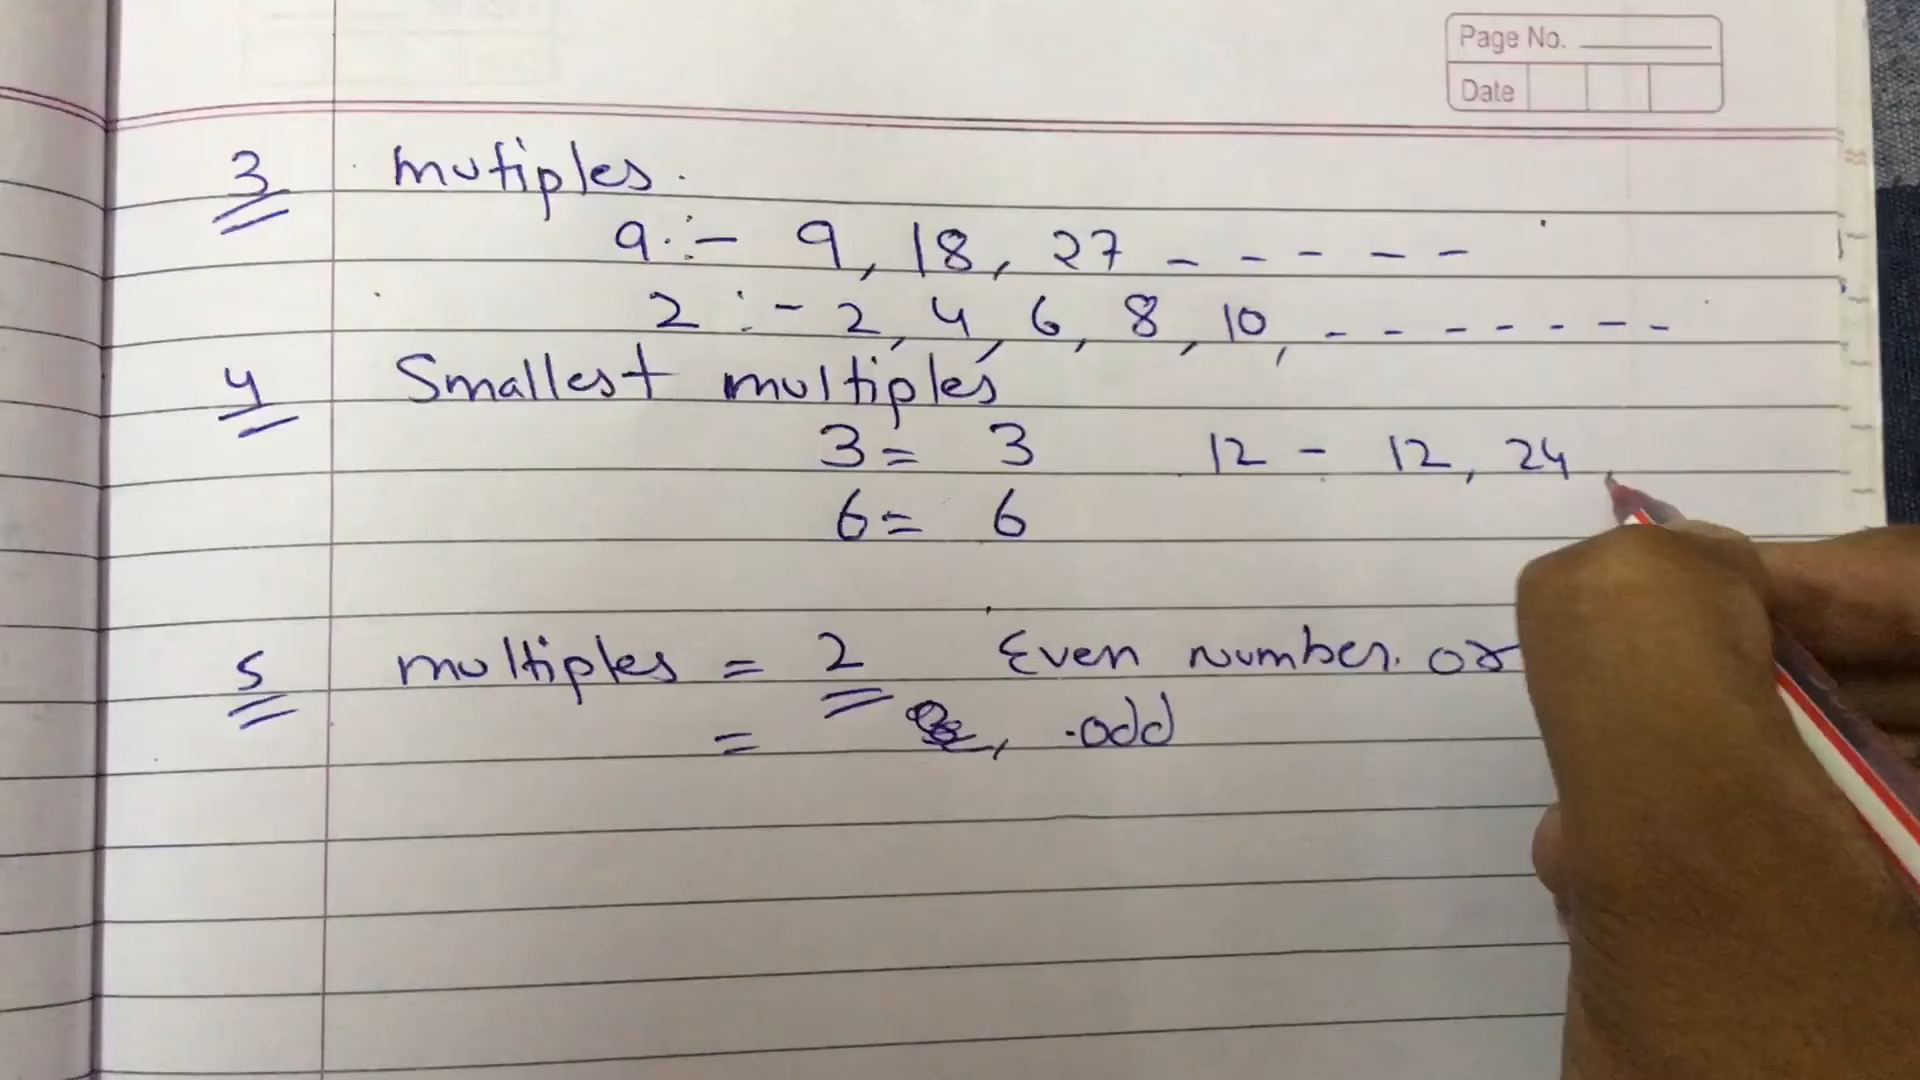 Page No.
Date
3 mutiples.
9 :- 9, 18, 27 - - - - -
2 :- 2, 4, 6, 8, 10, - - - - - - -
4 Smallest multiples
3 = 3 12 - 12, 24
6 = 6
5 multiples = 2 Even number. or
= , odd